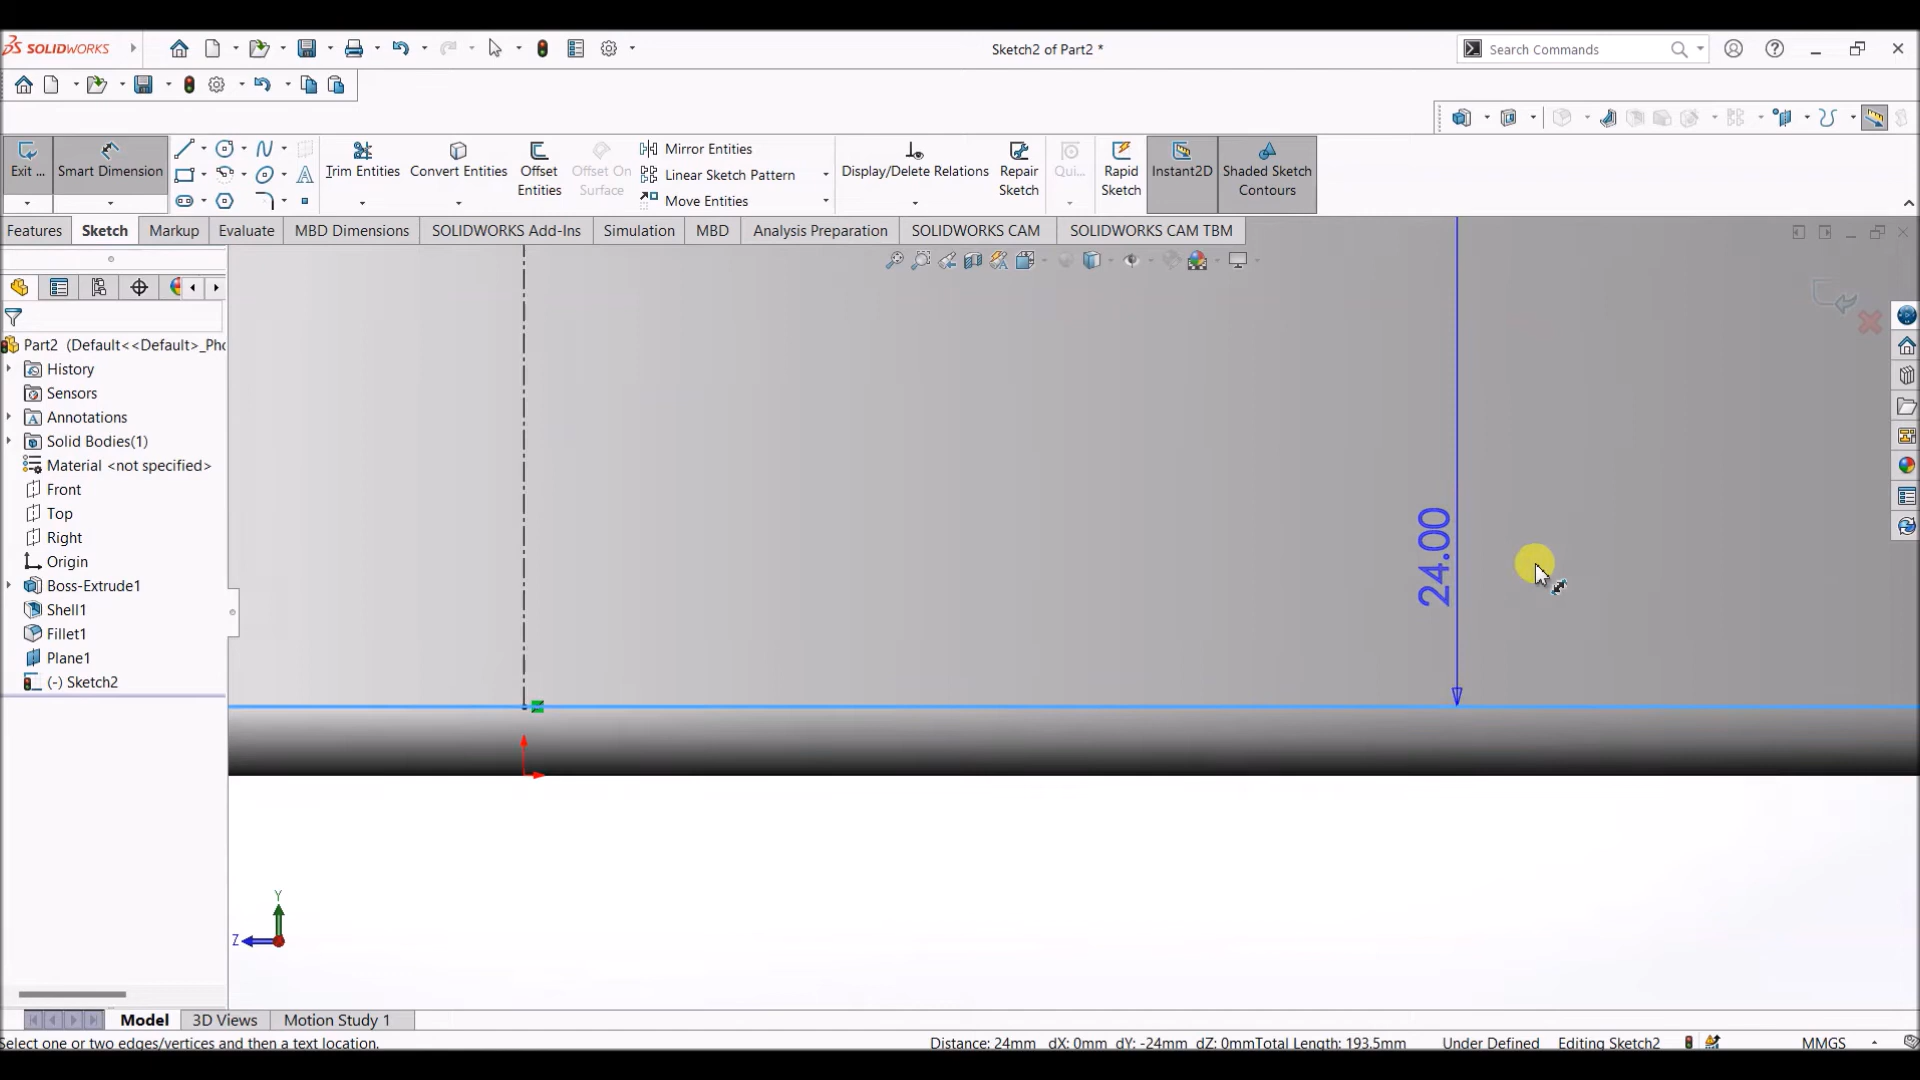 SOLIDWORKS
Sketch2 of Part2 *
Search Commands
Exit ...
Smart Dimension
Trim Entities
Convert Entities
Offset Entities
Offset On Surface
Mirror Entities
Linear Sketch Pattern
Move Entities
Display/Delete Relations
Repair Sketch
Qui...
Rapid Sketch
Instant2D
Shaded Sketch Contours
Features
Sketch
Markup
Evaluate
MBD Dimensions
SOLIDWORKS Add-Ins
Simulation
MBD
Analysis Preparation
SOLIDWORKS CAM
SOLIDWORKS CAM TBM
Part2 (Default<<Default>_Pho
History
Sensors
Annotations
Solid Bodies(1)
Material <not specified>
Front
Top
Right
Origin
Boss-Extrude1
Shell1
Fillet1
Plane1
(-) Sketch2
24.00
Y
Z
Model
3D Views
Motion Study 1
Select one or two edges/vertices and then a text location.
Distance: 24mm dX: 0mm dY: -24mm dZ: 0mmTotal Length: 193.5mm
Under Defined
Editing Sketch2
MMGS